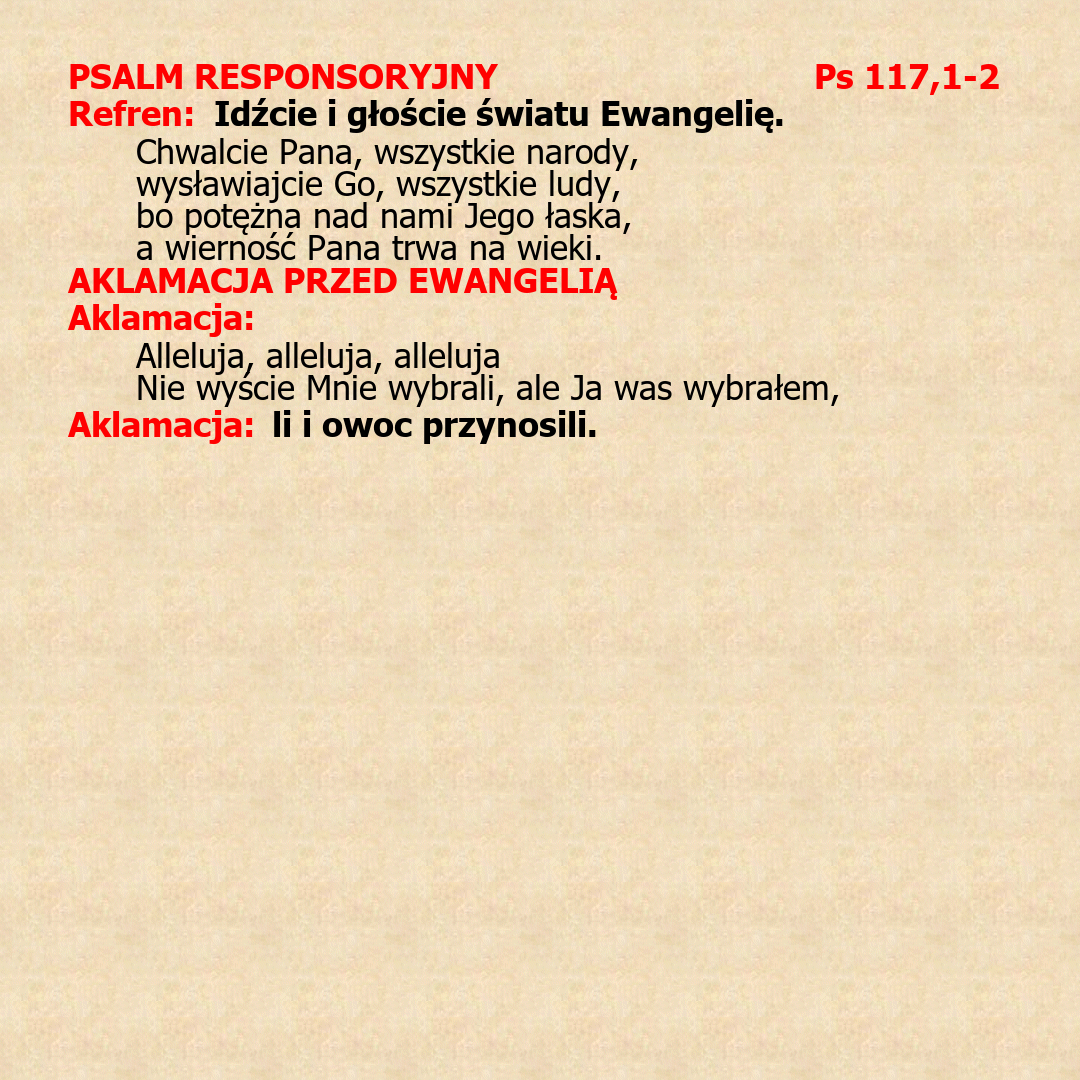 PSALM RESPONSORYJNY Ps 117,1-2
Refren: Idźcie i głoście światu Ewangelię.
Chwalcie Pana, wszystkie narody,
wysławiajcie Go, wszystkie ludy,
bo potężna nad nami Jego łaska,
a wierność Pana trwa na wieki.
AKLAMACJA PRZED EWANGELIĄ
Aklamacja:
Alleluja, alleluja, alleluja
Nie wyście Mnie wybrali, ale Ja was wybrałem,
Aklamacja: li i owoc przynosili.